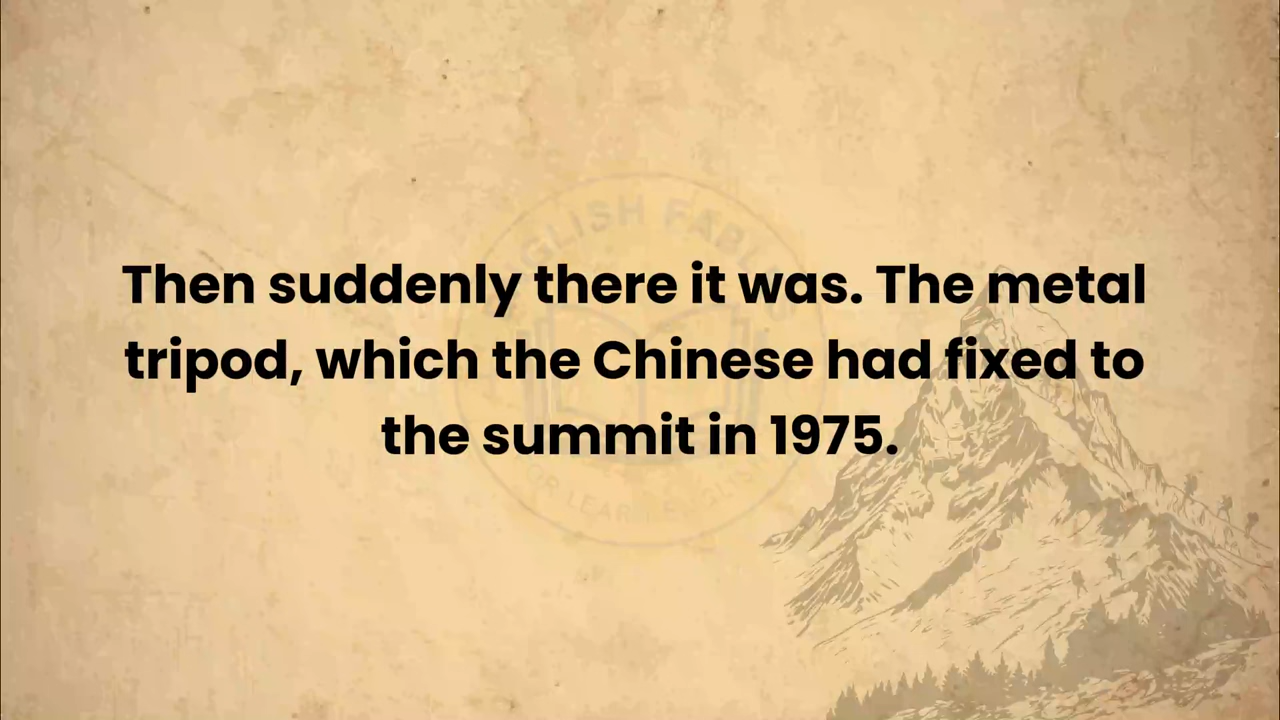 Then suddenly there it was. The metal
tripod, which the Chinese had fixed to
the summit in 1975.